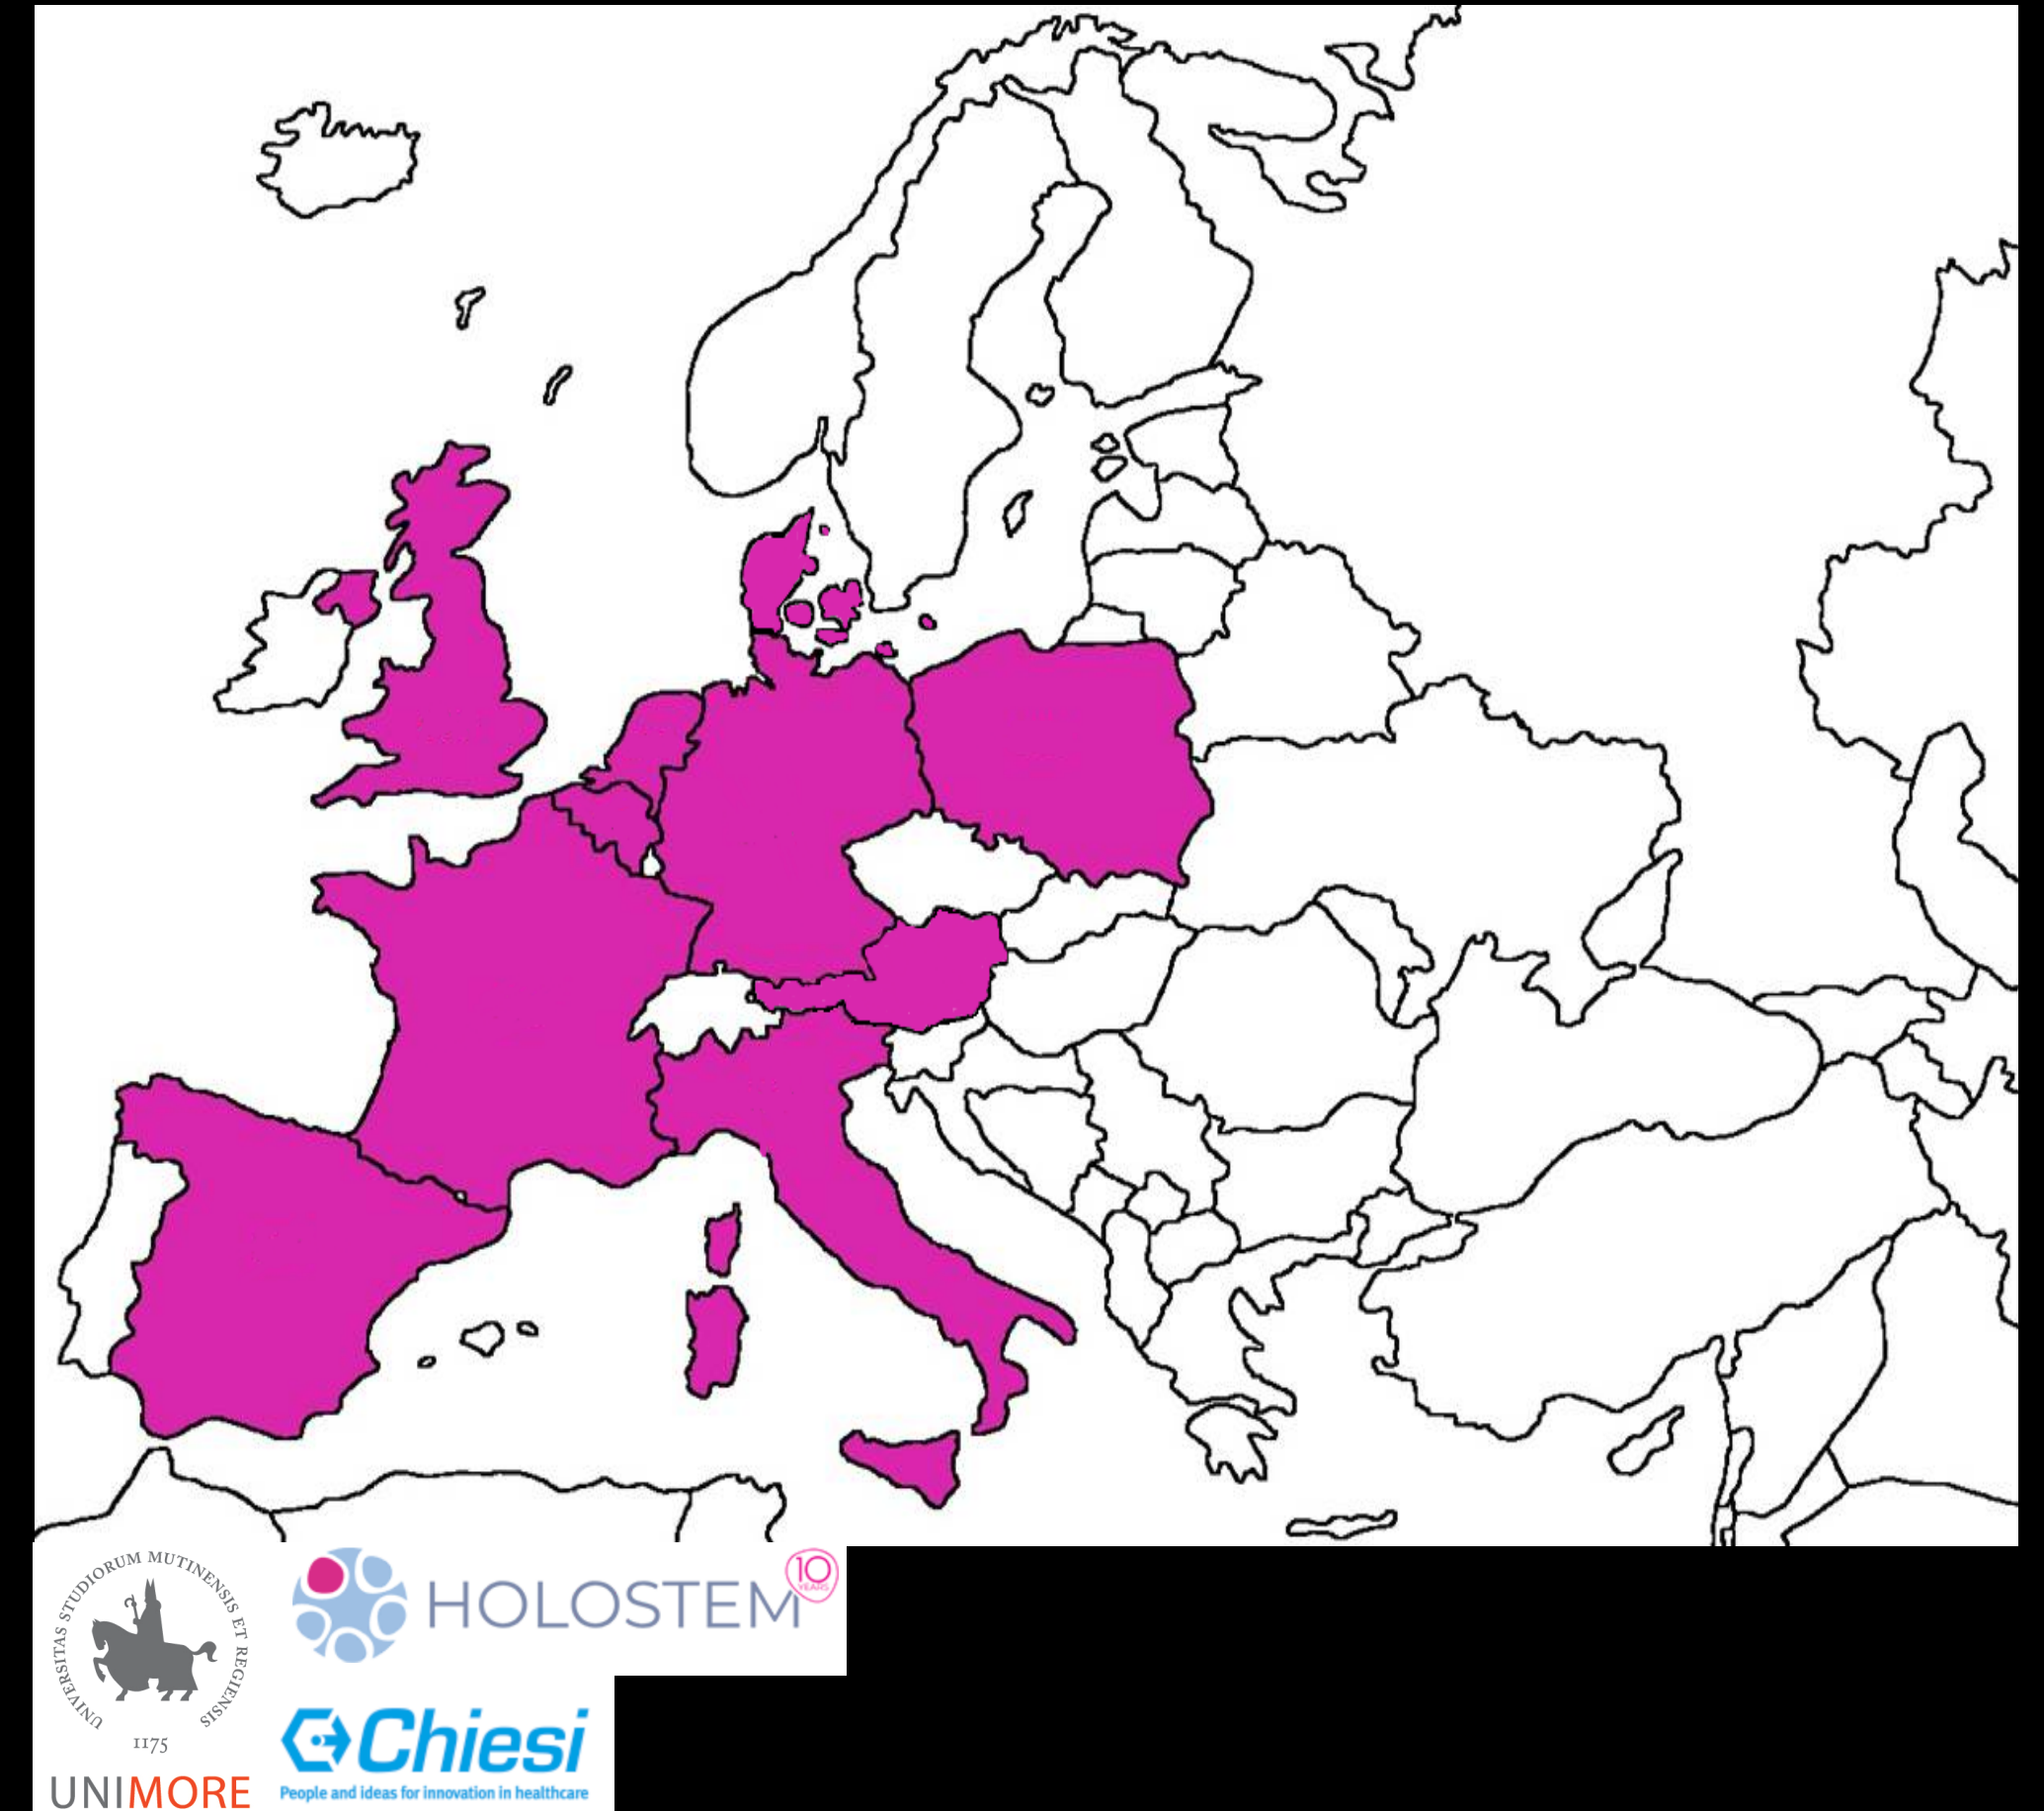 UNIVERSITAS STUDIORUM MUTINENSIS ET REGIENSIS
1175
UNIMORE
HOLOSTEM
10
YEARS
Chiesi
People and ideas for innovation in healthcare